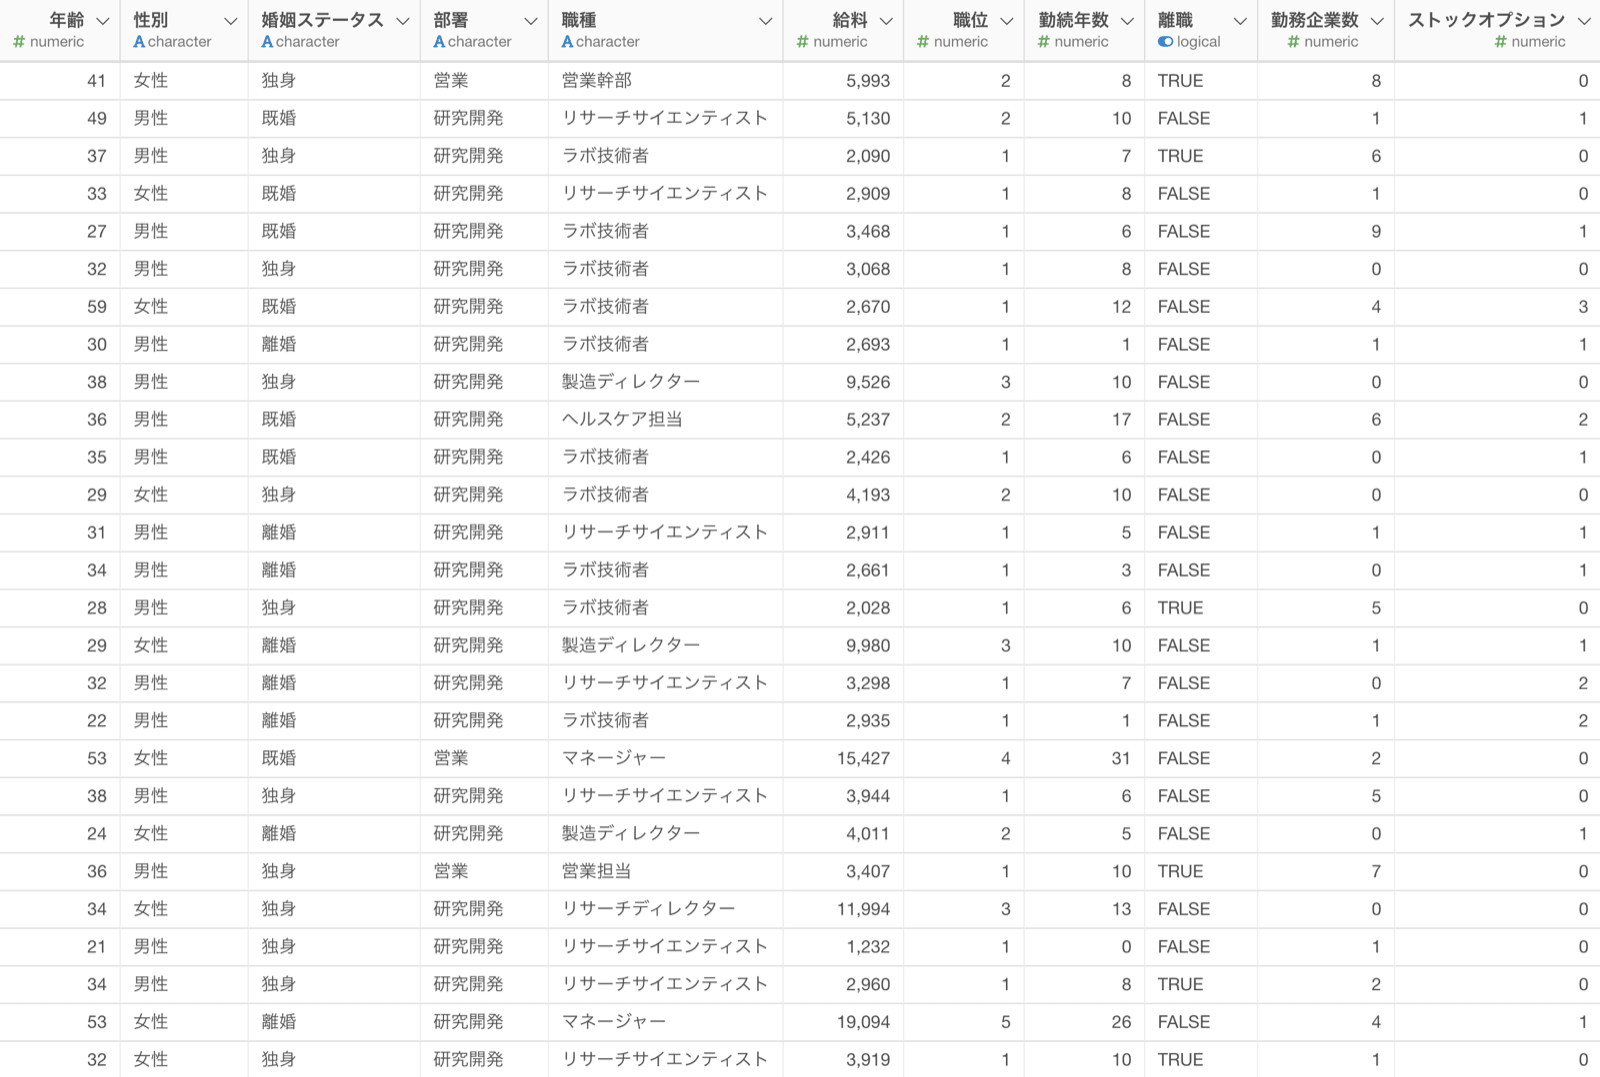 年齢 性別 婚姻ステータス 部署 職種 給料 職位 勤続年数 離職 勤務企業数 ストックオプション
# numeric A character A character A character A character # numeric # numeric # numeric logical # numeric # numeric
41 女性 独身 営業 営業幹部 5,993 2 8 TRUE 8 0
49 男性 既婚 研究開発 リサーチサイエンティスト 5,130 2 10 FALSE 1 1
37 男性 独身 研究開発 ラボ技術者 2,090 1 7 TRUE 6 0
33 女性 既婚 研究開発 リサーチサイエンティスト 2,909 1 8 FALSE 1 0
27 男性 既婚 研究開発 ラボ技術者 3,468 1 6 FALSE 9 1
32 男性 独身 研究開発 ラボ技術者 3,068 1 8 FALSE 0 0
59 女性 既婚 研究開発 ラボ技術者 2,670 1 12 FALSE 4 3
30 男性 離婚 研究開発 ラボ技術者 2,693 1 1 FALSE 1 1
38 男性 独身 研究開発 製造ディレクター 9,526 3 10 FALSE 0 0
36 男性 既婚 研究開発 ヘルスケア担当 5,237 2 17 FALSE 6 2
35 男性 既婚 研究開発 ラボ技術者 2,426 1 6 FALSE 0 1
29 女性 独身 研究開発 ラボ技術者 4,193 2 10 FALSE 0 0
31 男性 離婚 研究開発 リサーチサイエンティスト 2,911 1 5 FALSE 1 1
34 男性 離婚 研究開発 ラボ技術者 2,661 1 3 FALSE 0 1
28 男性 独身 研究開発 ラボ技術者 2,028 1 6 TRUE 5 0
29 女性 離婚 研究開発 製造ディレクター 9,980 3 10 FALSE 1 1
32 男性 離婚 研究開発 リサーチサイエンティスト 3,298 1 7 FALSE 0 2
22 男性 離婚 研究開発 ラボ技術者 2,935 1 1 FALSE 1 2
53 女性 既婚 営業 マネージャー 15,427 4 31 FALSE 2 0
38 男性 独身 研究開発 リサーチサイエンティスト 3,944 1 6 FALSE 5 0
24 女性 離婚 研究開発 製造ディレクター 4,011 2 5 FALSE 0 1
36 男性 独身 営業 営業担当 3,407 1 10 TRUE 7 0
34 女性 独身 研究開発 リサーチディレクター 11,994 3 13 FALSE 0 0
21 男性 独身 研究開発 リサーチサイエンティスト 1,232 1 0 FALSE 1 0
34 男性 独身 研究開発 リサーチサイエンティスト 2,960 1 8 TRUE 2 0
53 女性 離婚 研究開発 マネージャー 19,094 5 26 FALSE 4 1
32 女性 独身 研究開発 リサーチサイエンティスト 3,919 1 10 TRUE 1 0